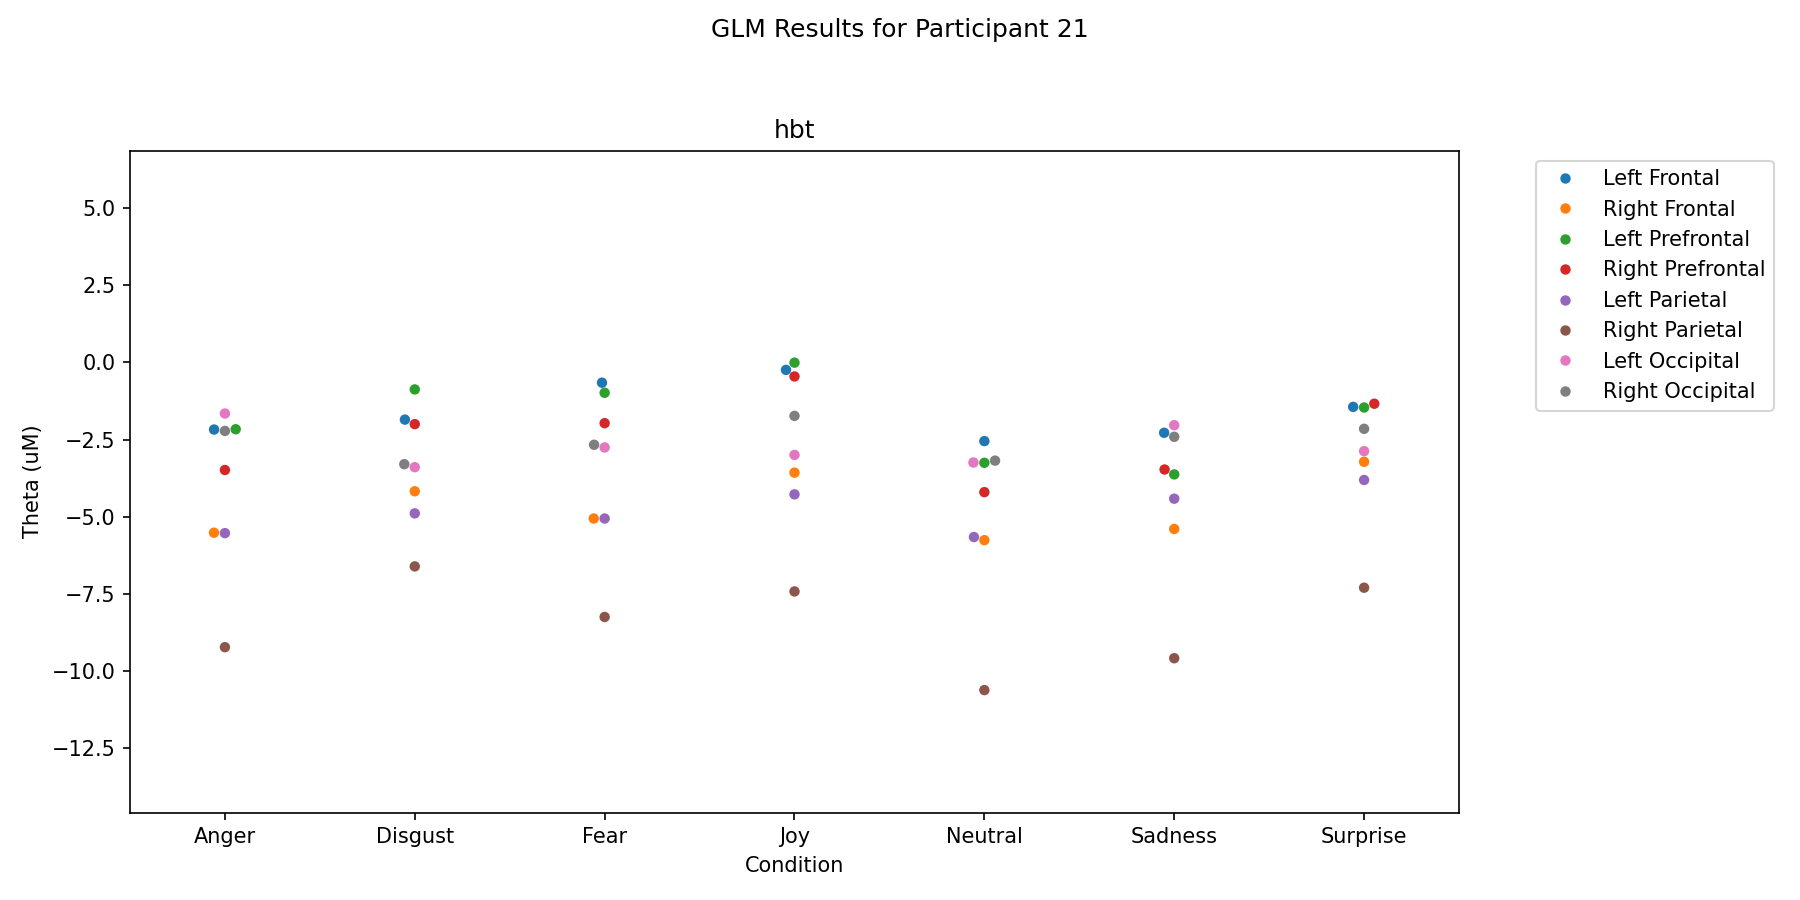 GLM Results for Participant 21
hbt
Theta (uM)
5.0
2.5
0.0
−2.5
−5.0
−7.5
−10.0
−12.5
Anger Disgust Fear Joy Neutral Sadness Surprise
Condition
Left Frontal
Right Frontal
Left Prefrontal
Right Prefrontal
Left Parietal
Right Parietal
Left Occipital
Right Occipital